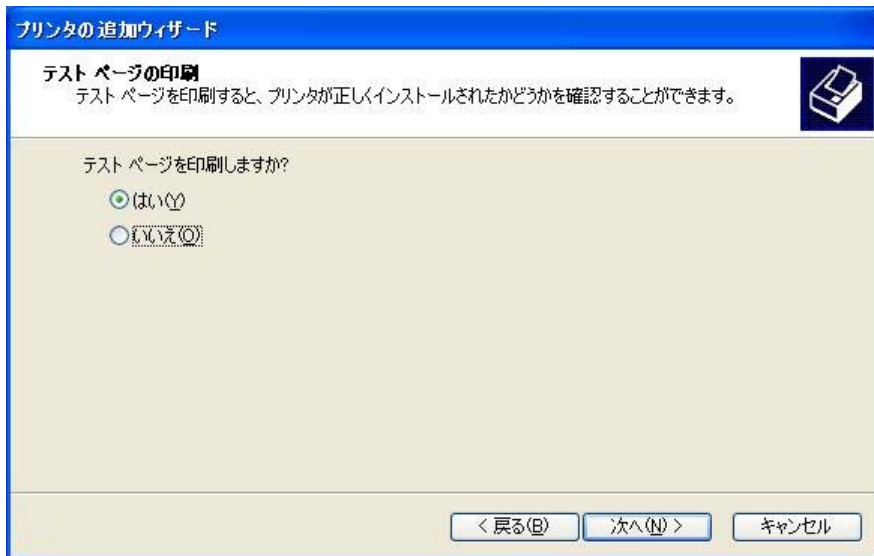 プリンタの追加ウィザード
テスト ページの印刷
テスト ページを印刷すると、プリンタが正しくインストールされたかどうかを確認することができます。
テスト ページを印刷しますか?
はい(Y)
いいえ(O)
< 戻る(B)
次へ(N) >
キャンセル